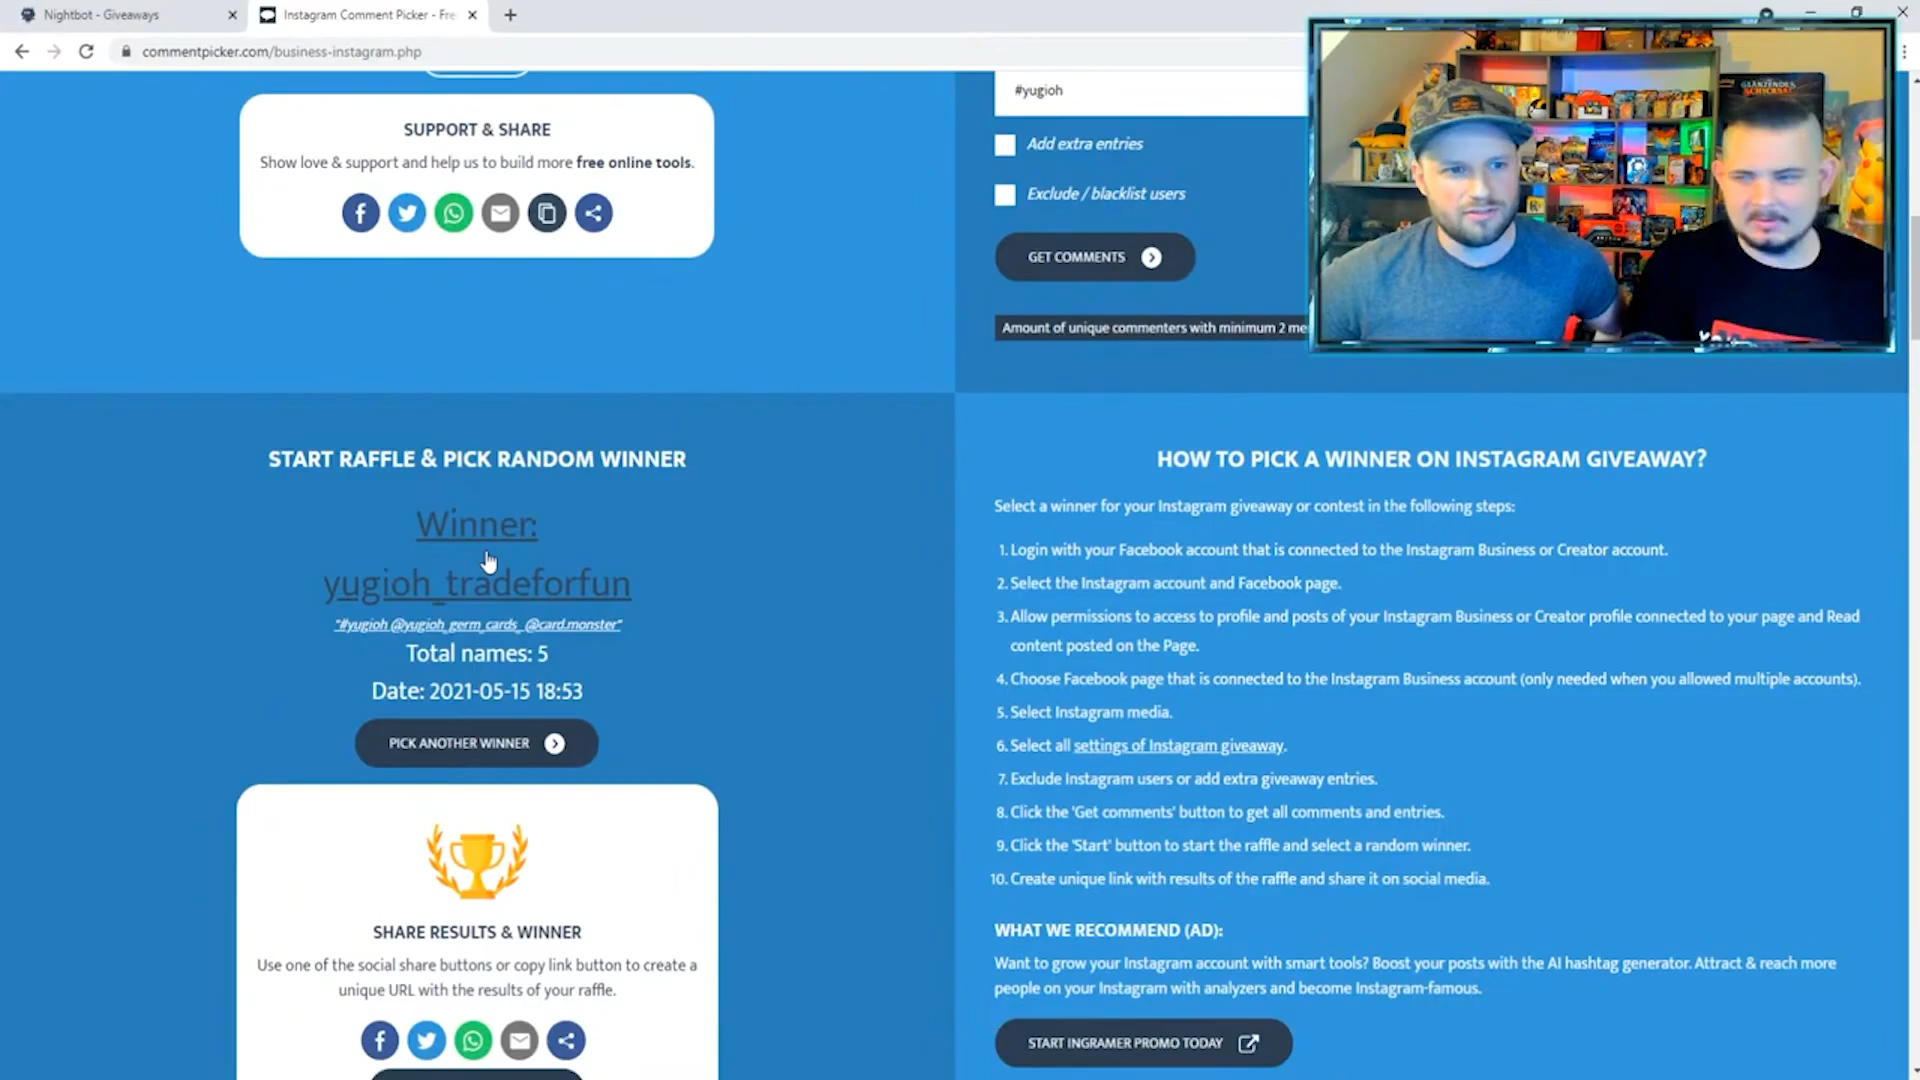 Nightbot - Giveaways
Instagram Comment Picker - Fre
commentpicker.com/business-instagram.php
SUPPORT & SHARE
Show love & support and help us to build more free online tools.
#yugioh
Add extra entries
Exclude / blacklist users
GET COMMENTS
Amount of unique commenters with minimum 2 me
GLÄNZENDES
SCHICKSAL
START RAFFLE & PICK RANDOM WINNER
Winner:
yugioh_tradeforfun
"#yugioh @yugioh_germ_cards_ @card.monster"
Total names: 5
Date: 2021-05-15 18:53
PICK ANOTHER WINNER
SHARE RESULTS & WINNER
Use one of the social share buttons or copy link button to create a
unique URL with the results of your raffle.
HOW TO PICK A WINNER ON INSTAGRAM GIVEAWAY?
Select a winner for your Instagram giveaway or contest in the following steps:
1. Login with your Facebook account that is connected to the Instagram Business or Creator account.
2. Select the Instagram account and Facebook page.
3. Allow permissions to access to profile and posts of your Instagram Business or Creator profile connected to your page and Read
content posted on the Page.
4. Choose Facebook page that is connected to the Instagram Business account (only needed when you allowed multiple accounts).
5. Select Instagram media.
6. Select all settings of Instagram giveaway.
7. Exclude Instagram users or add extra giveaway entries.
8. Click the 'Get comments' button to get all comments and entries.
9. Click the 'Start' button to start the raffle and select a random winner.
10. Create unique link with results of the raffle and share it on social media.
WHAT WE RECOMMEND (AD):
Want to grow your Instagram account with smart tools? Boost your posts with the AI hashtag generator. Attract & reach more
people on your Instagram with analyzers and become Instagram-famous.
START INGRAMER PROMO TODAY